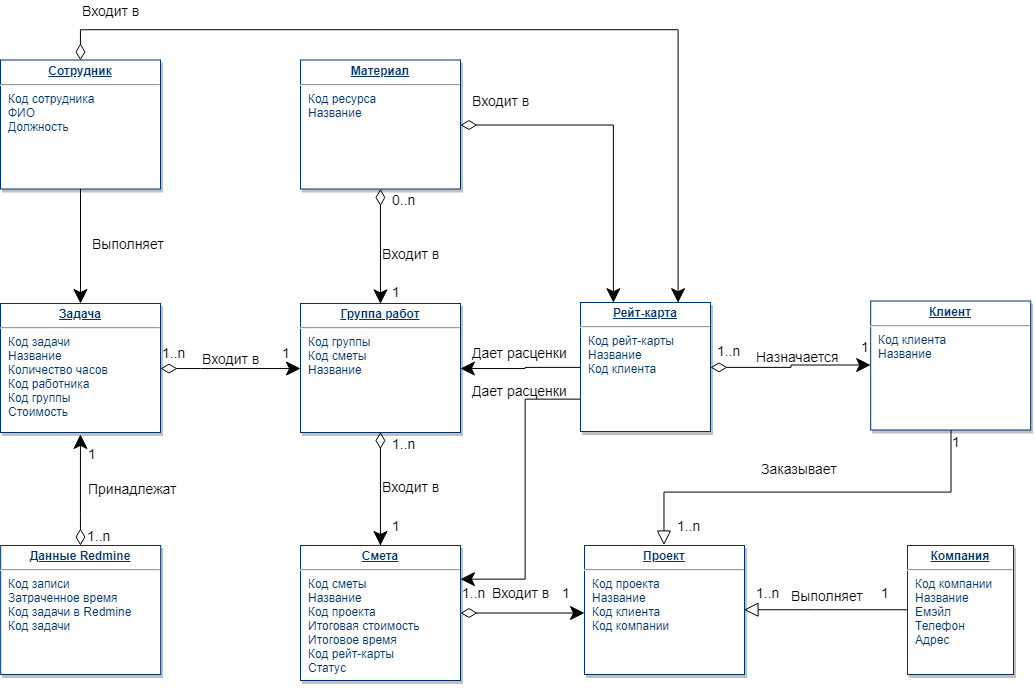 Входит в
Сотрудник
Код сотрудника
ФИО
Должность
Материал
Код ресурса
Название
Входит в
0..n
Выполняет
Входит в
1
Задача
Код задачи
Название
Количество часов
Код работника
Код группы
Стоимость
1..n
Входит в
1
Группа работ
Код группы
Код сметы
Название
Дает расценки
Дает расценки
Рейт-карта
Код рейт-карты
Название
Код клиента
1..n
Назначается
1
Клиент
Код клиента
Название
1
1..n
1
Принадлежат
1..n
Входит в
1
Заказывает
1..n
Данные Redmine
Код записи
Затраченное время
Код задачи в Redmine
Код задачи
Смета
Код сметы
Название
Код проекта
Итоговая стоимость
Итоговое время
Код рейт-карты
Статус
1..n
Входит в
1
Проект
Код проекта
Название
Код клиента
Код компании
1..n
Выполняет
1
Компания
Код компании
Название
Емэйл
Телефон
Адрес